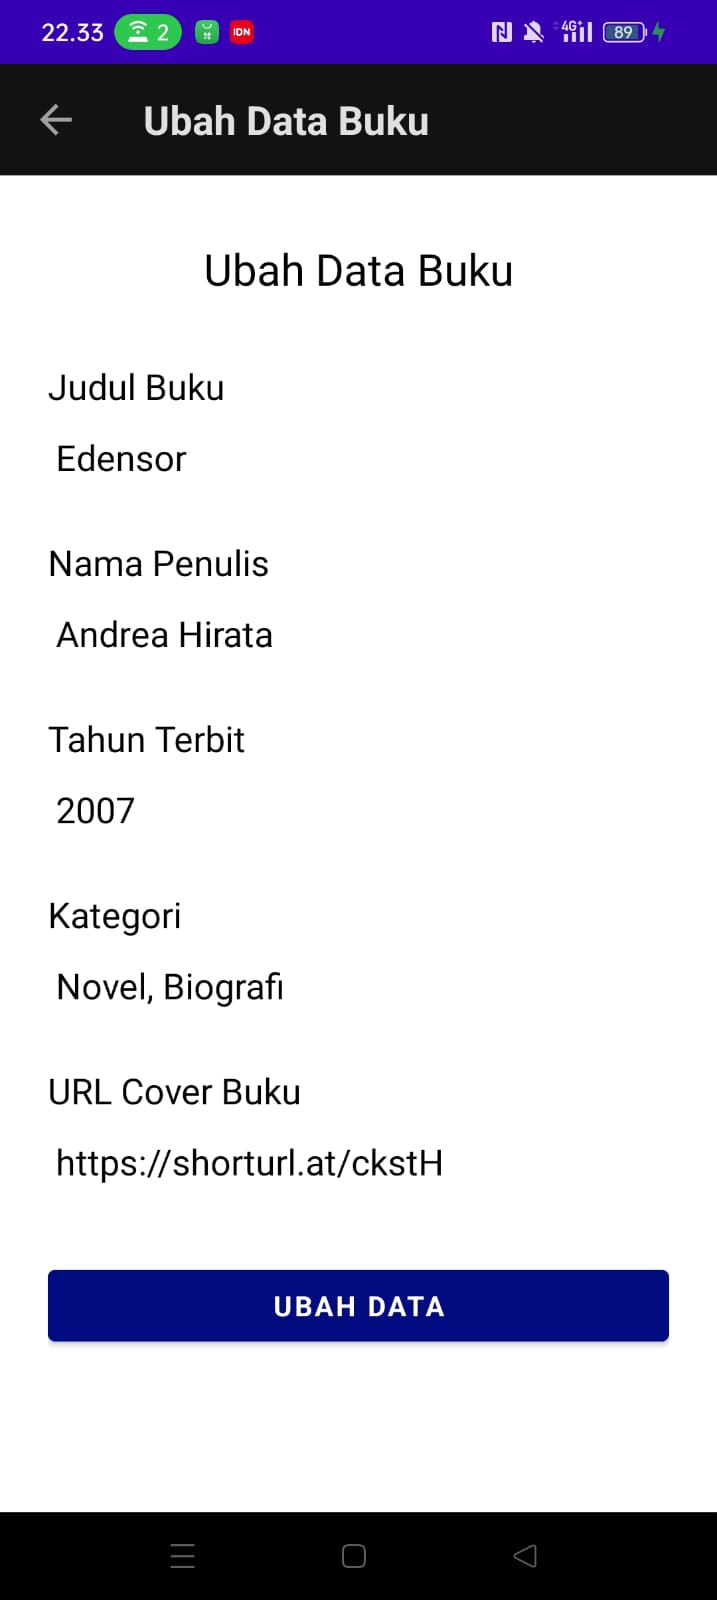 22.33 2 IDN 4G+ 89
Ubah Data Buku
Ubah Data Buku
Judul Buku
Edensor
Nama Penulis
Andrea Hirata
Tahun Terbit
2007
Kategori
Novel, Biografi
URL Cover Buku
https://shorturl.at/ckstH
UBAH DATA